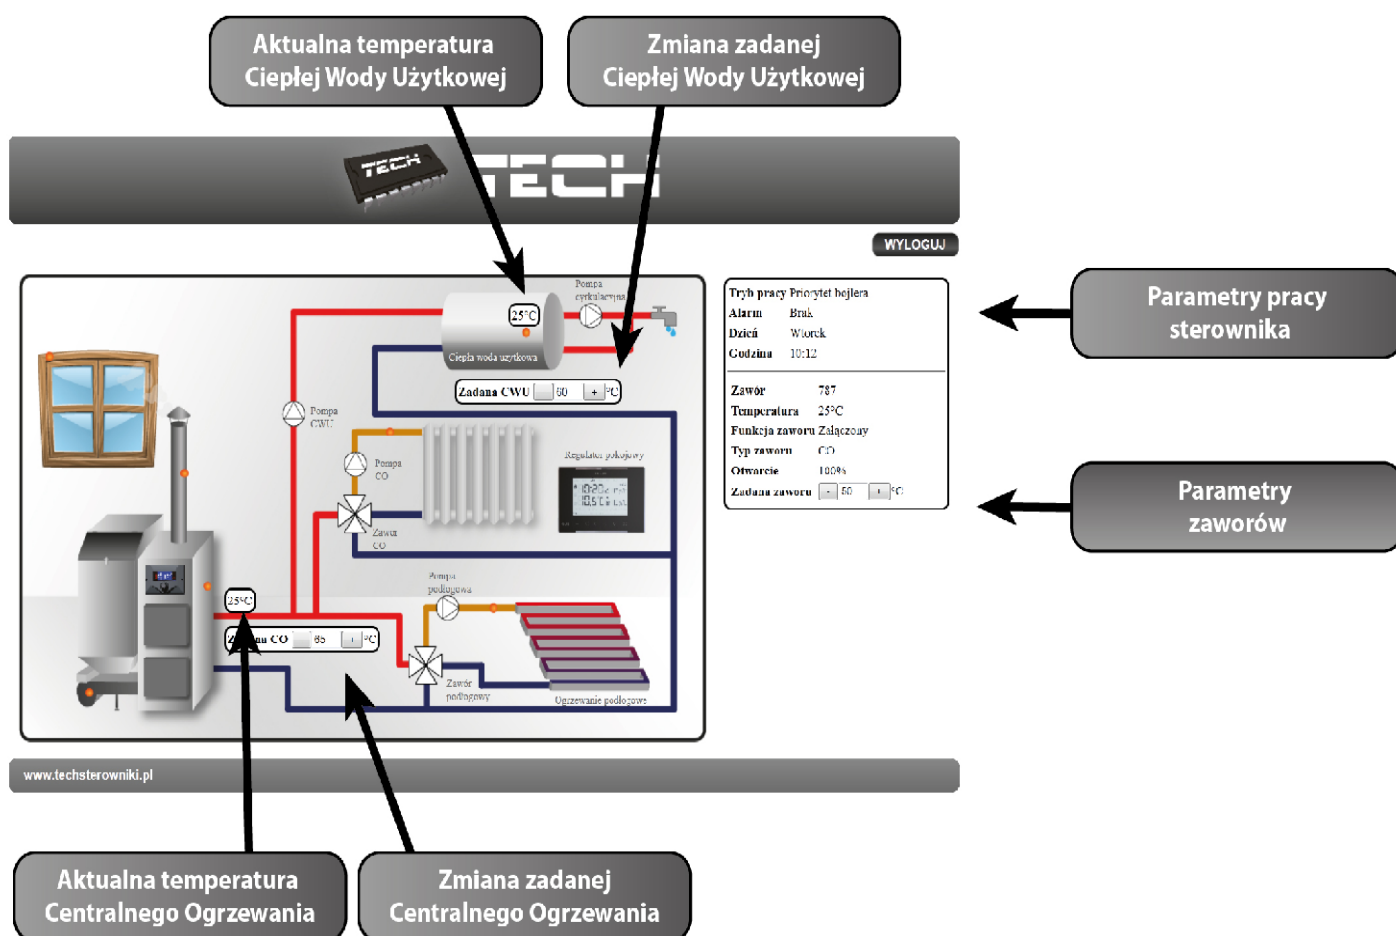 Aktualna temperatura
Ciepłej Wody Użytkowej
Zmiana zadanej
Ciepłej Wody Użytkowej
TECH
TECH
WYLOGUJ
Pompa
cyrkulacyjna
25°C
Ciepła woda użytkowa
Zadana CWU 60 + °C
Pompa
CWU
Pompa
CO
Regulator pokojowy
Zawór
CO
Pompa
podłogowa
25°C
CO 65 + °C
Zawór
podłogowy
Ogrzewanie podłogowe
Tryb pracy Priorytet bojlera
Alarm Brak
Dzień Wtorek
Godzina 10:12
Zawór 787
Temperatura 25°C
Funkcja zaworu Załączony
Typ zaworu CO
Otwarcie 100%
Zadana zaworu - 50 + °C
Parametry pracy
sterownika
Parametry
zaworów
www.techsterowniki.pl
Aktualna temperatura
Centralnego Ogrzewania
Zmiana zadanej
Centralnego Ogrzewania